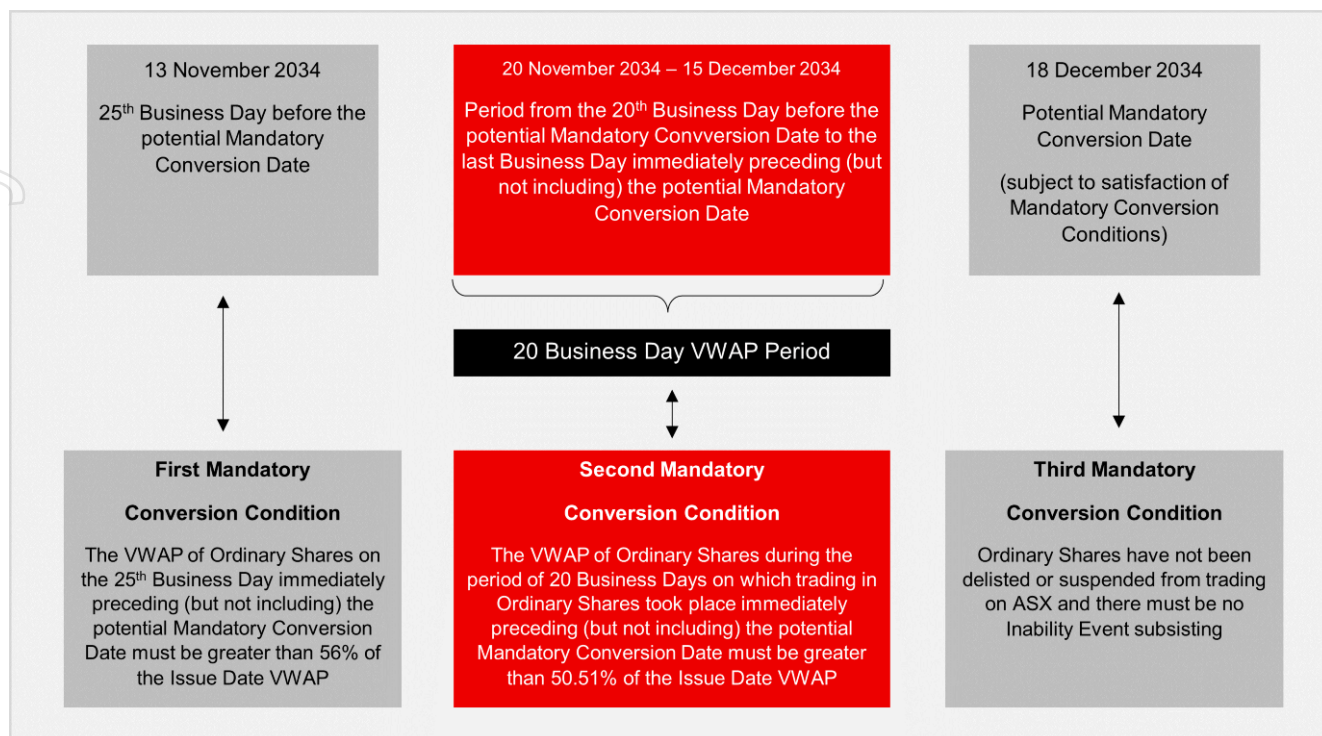 13 November 2034
25th Business Day before the
potential Mandatory
Conversion Date
20 November 2034 – 15 December 2034
Period from the 20th Business Day before the
potential Mandatory Convversion Date to the
last Business Day immediately preceding (but
not including) the potential Mandatory
Conversion Date
18 December 2034
Potential Mandatory
Conversion Date
(subject to satisfaction of
Mandatory Conversion
Conditions)
20 Business Day VWAP Period
First Mandatory
Conversion Condition
The VWAP of Ordinary Shares on
the 25th Business Day immediately
preceding (but not including) the
potential Mandatory Conversion
Date must be greater than 56% of
the Issue Date VWAP
Second Mandatory
Conversion Condition
The VWAP of Ordinary Shares during the
period of 20 Business Days on which trading in
Ordinary Shares took place immediately
preceding (but not including) the potential
Mandatory Conversion Date must be greater
than 50.51% of the Issue Date VWAP
Third Mandatory
Conversion Condition
Ordinary Shares have not been
delisted or suspended from trading
on ASX and there must be no
Inability Event subsisting